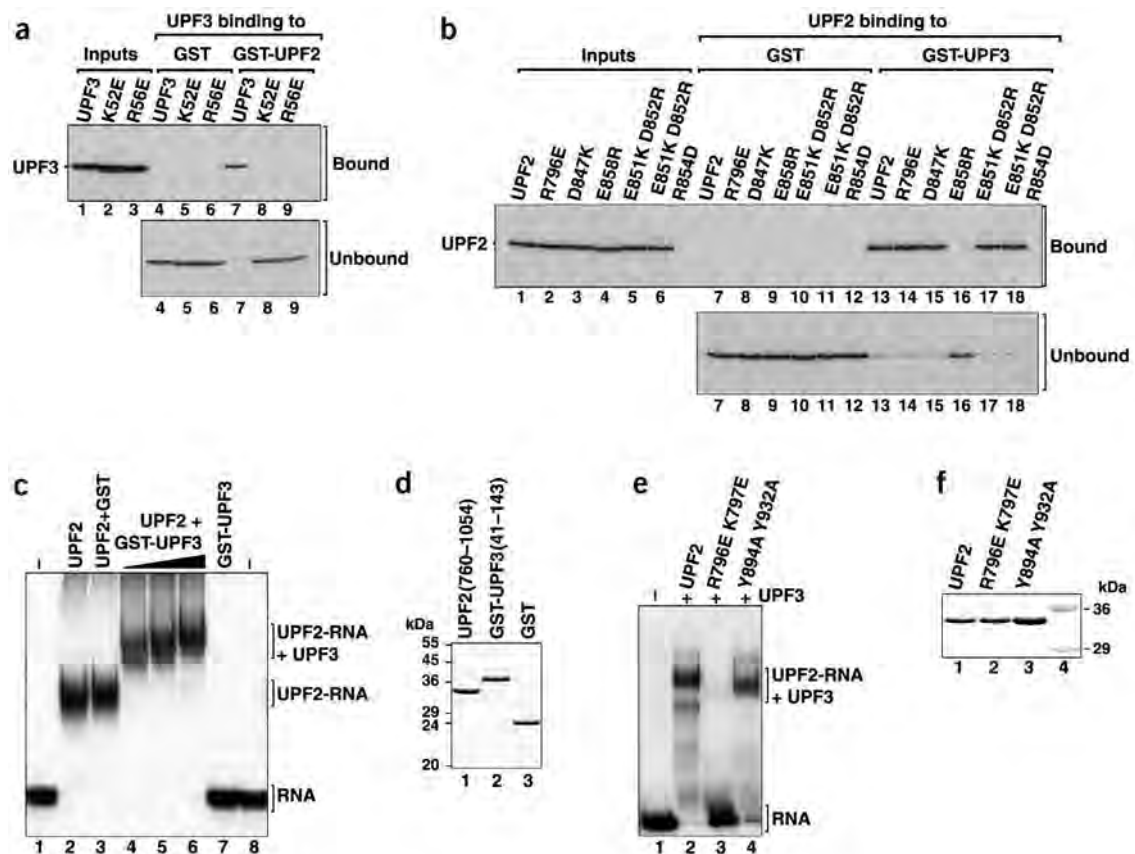 a
UPF3 binding to
Inputs GST GST-UPF2
UPF3 K52E R56E UPF3 K52E R56E UPF3 K52E R56E
UPF3
Bound
1 2 3 4 5 6 7 8 9
Unbound
4 5 6 7 8 9
b
UPF2 binding to
Inputs GST GST-UPF3
UPF2 R796E D847K E858R E851K D852R E851K D852R R854D UPF2 R796E D847K E858R E851K D852R E851K D852R R854D UPF2 R796E D847K E858R E851K D852R E851K D852R R854D
UPF2
Bound
1 2 3 4 5 6 7 8 9 10 11 12 13 14 15 16 17 18
Unbound
7 8 9 10 11 12 13 14 15 16 17 18
c
– UPF2 UPF2+GST
UPF2 +
GST-UPF3
GST-UPF3 –
UPF2-RNA
+ UPF3
UPF2-RNA
RNA
1 2 3 4 5 6 7 8
d
UPF2(760–1054) GST-UPF3(41–143) GST
kDa
55
45
36
29
24
20
1 2 3
e
UPF2 R796E K797E Y894A Y932A
– + + + UPF3
UPF2-RNA
+ UPF3
RNA
1 2 3 4
f
UPF2 R796E K797E Y894A Y932A
kDa
36
29
1 2 3 4